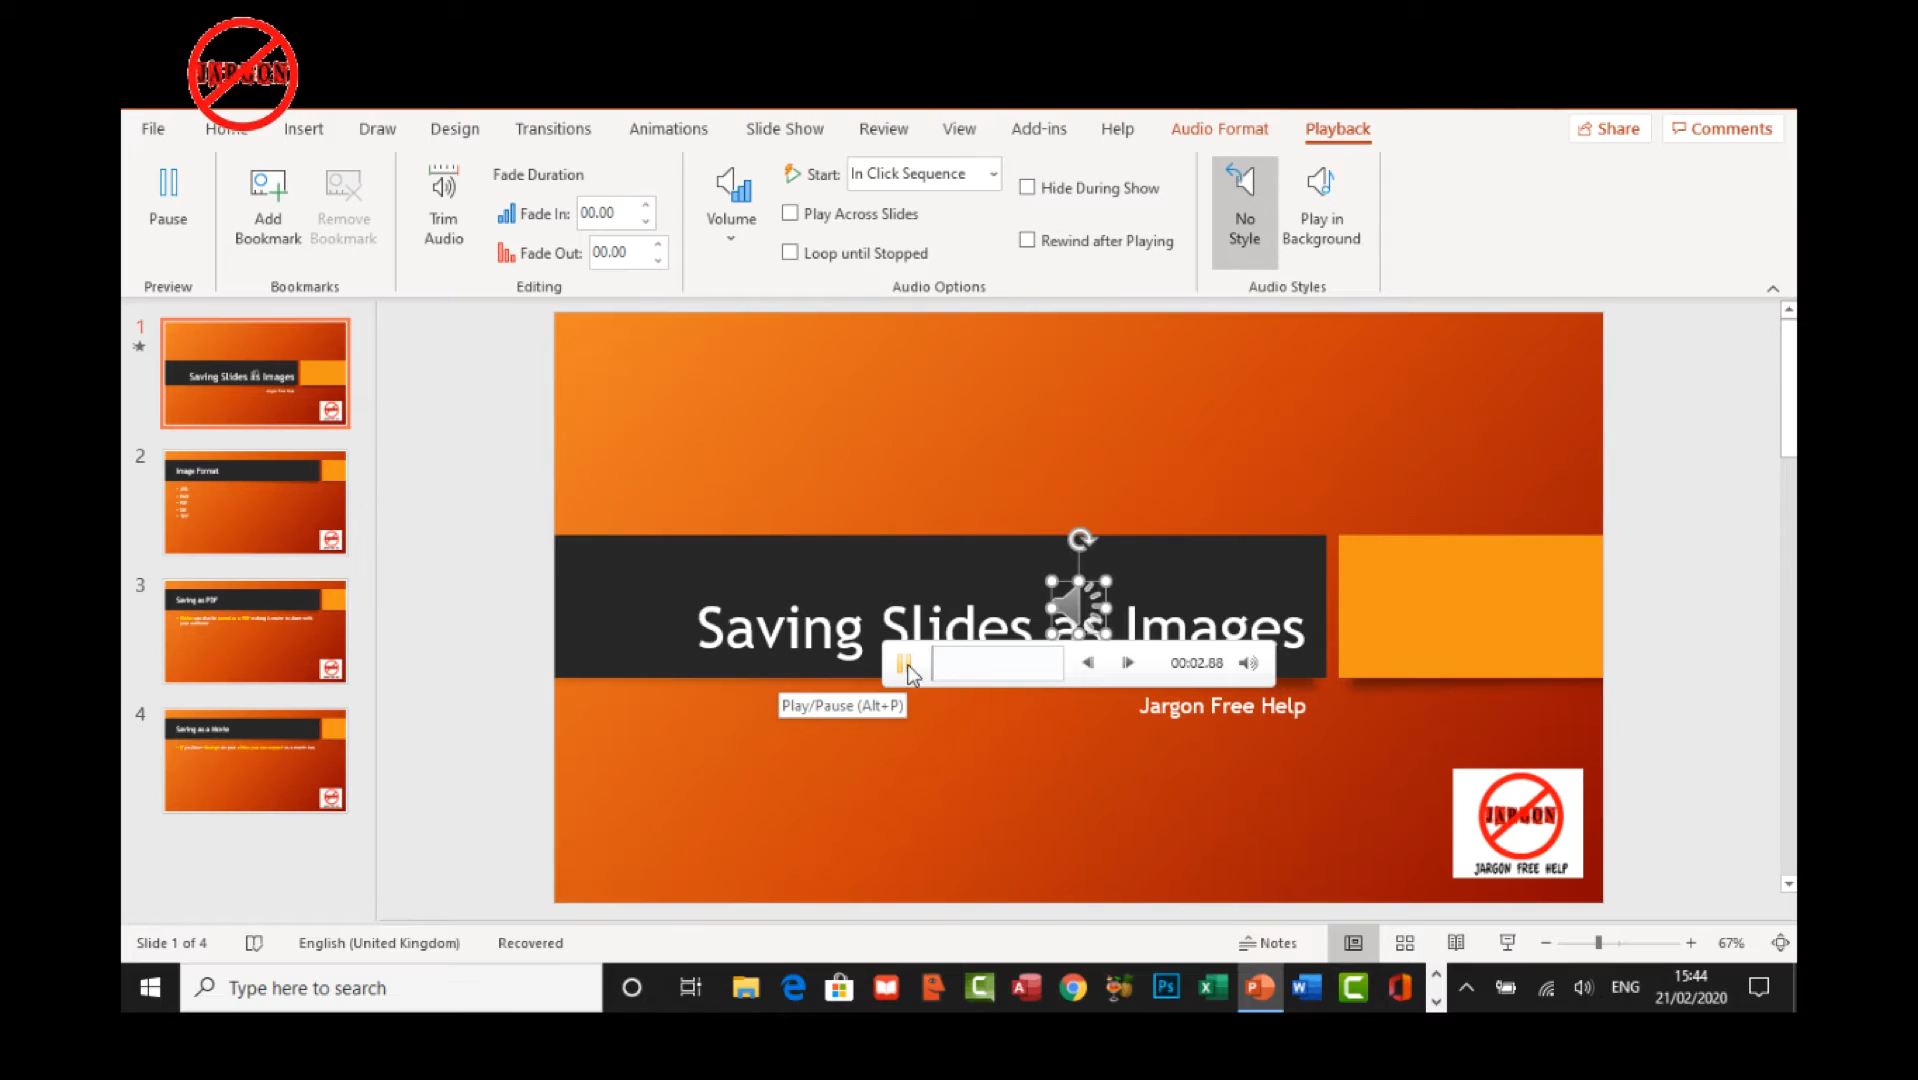 JARGON
File Home Insert Draw Design Transitions Animations Slide Show Review View Add-ins Help Audio Format Playback Share Comments
Pause
Add Bookmark
Remove Bookmark
Trim Audio
Fade Duration
Fade In: 00.00
Fade Out: 00.00
Volume
Start: In Click Sequence
Play Across Slides
Loop until Stopped
Hide During Show
Rewind after Playing
No Style
Play in Background
Preview Bookmarks Editing Audio Options Audio Styles
1
Saving Slides as Images
Jargon Free Help
2
Image Format
3
Saving as PDF
4
Saving as a Movie
Saving Slides as Images
00:02.88
Play/Pause (Alt+P)
Jargon Free Help
JARGON
JARGON FREE HELP
Slide 1 of 4 English (United Kingdom) Recovered Notes 67%
Type here to search
Ps
ENG
15:44
21/02/2020